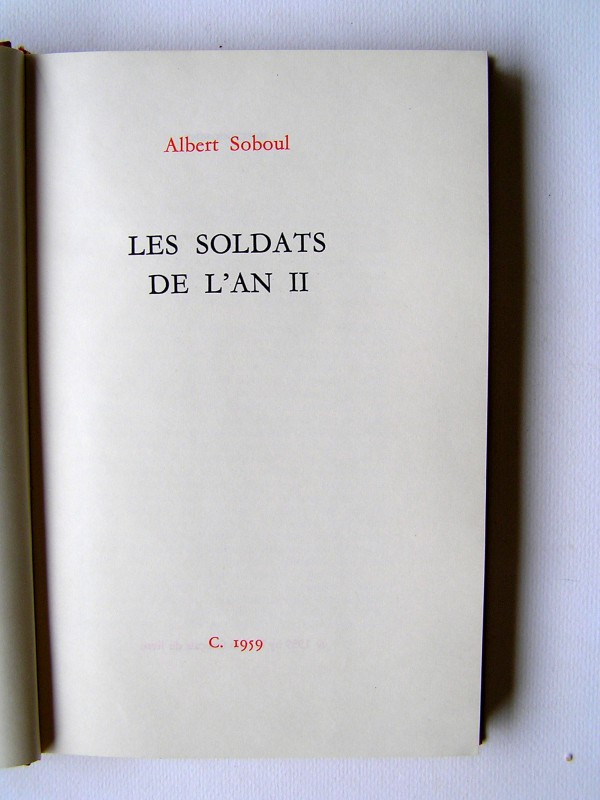 Albert Soboul
LES SOLDATS
DE L'AN II
C. 1959